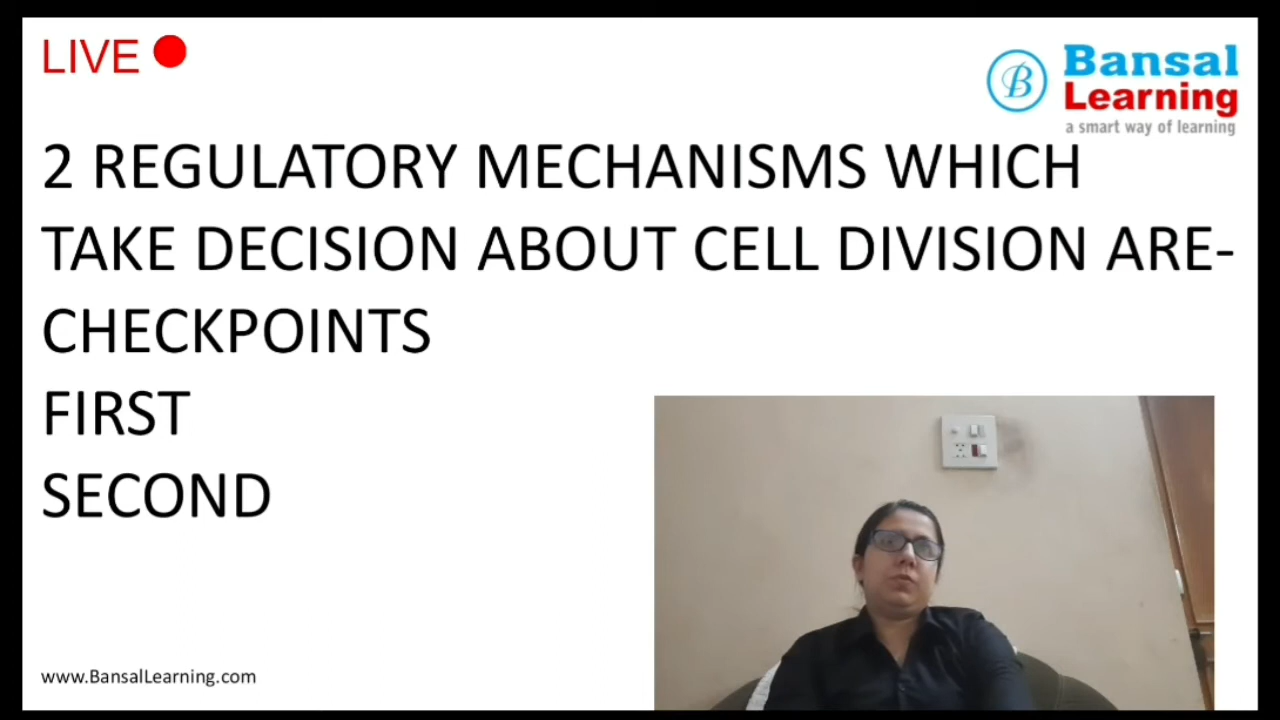 LIVE
Bansal
Learning
a smart way of learning
2 REGULATORY MECHANISMS WHICH
TAKE DECISION ABOUT CELL DIVISION ARE-
CHECKPOINTS
FIRST
SECOND
www.BansalLearning.com